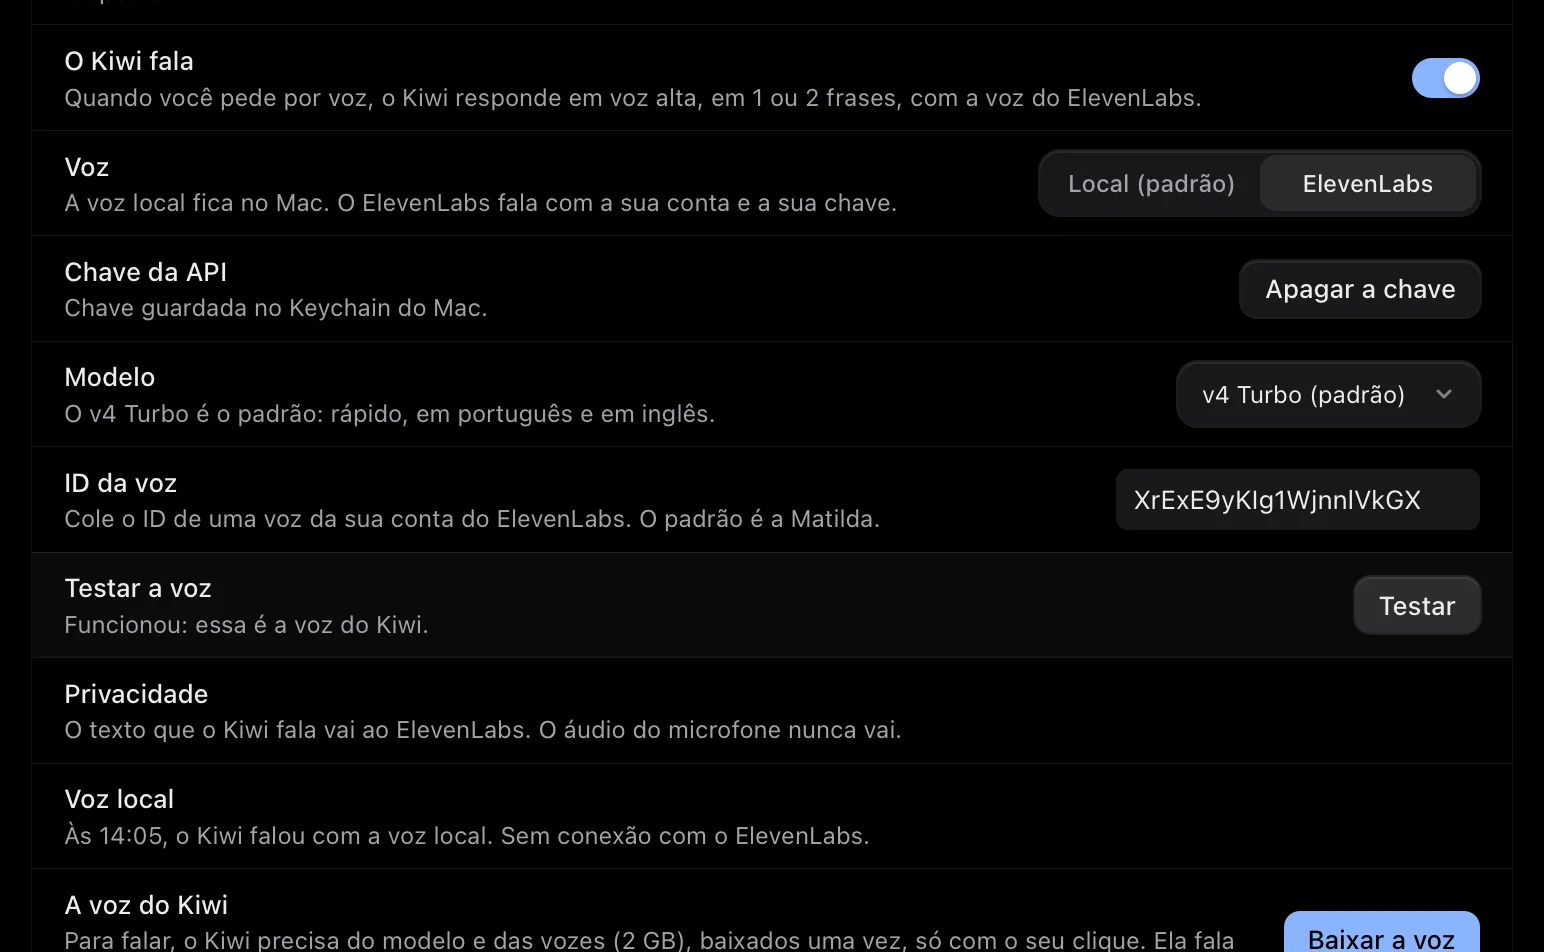 O Kiwi fala
Quando você pede por voz, o Kiwi responde em voz alta, em 1 ou 2 frases, com a voz do ElevenLabs.
Voz
A voz local fica no Mac. O ElevenLabs fala com a sua conta e a sua chave.
Local (padrão)
ElevenLabs
Chave da API
Chave guardada no Keychain do Mac.
Apagar a chave
Modelo
O v4 Turbo é o padrão: rápido, em português e em inglês.
v4 Turbo (padrão)
ID da voz
Cole o ID de uma voz da sua conta do ElevenLabs. O padrão é a Matilda.
XrExE9yKIg1WjnnlVkGX
Testar a voz
Funcionou: essa é a voz do Kiwi.
Testar
Privacidade
O texto que o Kiwi fala vai ao ElevenLabs. O áudio do microfone nunca vai.
Voz local
Às 14:05, o Kiwi falou com a voz local. Sem conexão com o ElevenLabs.
A voz do Kiwi
Para falar, o Kiwi precisa do modelo e das vozes (2 GB), baixados uma vez, só com o seu clique. Ela fala
Baixar a voz